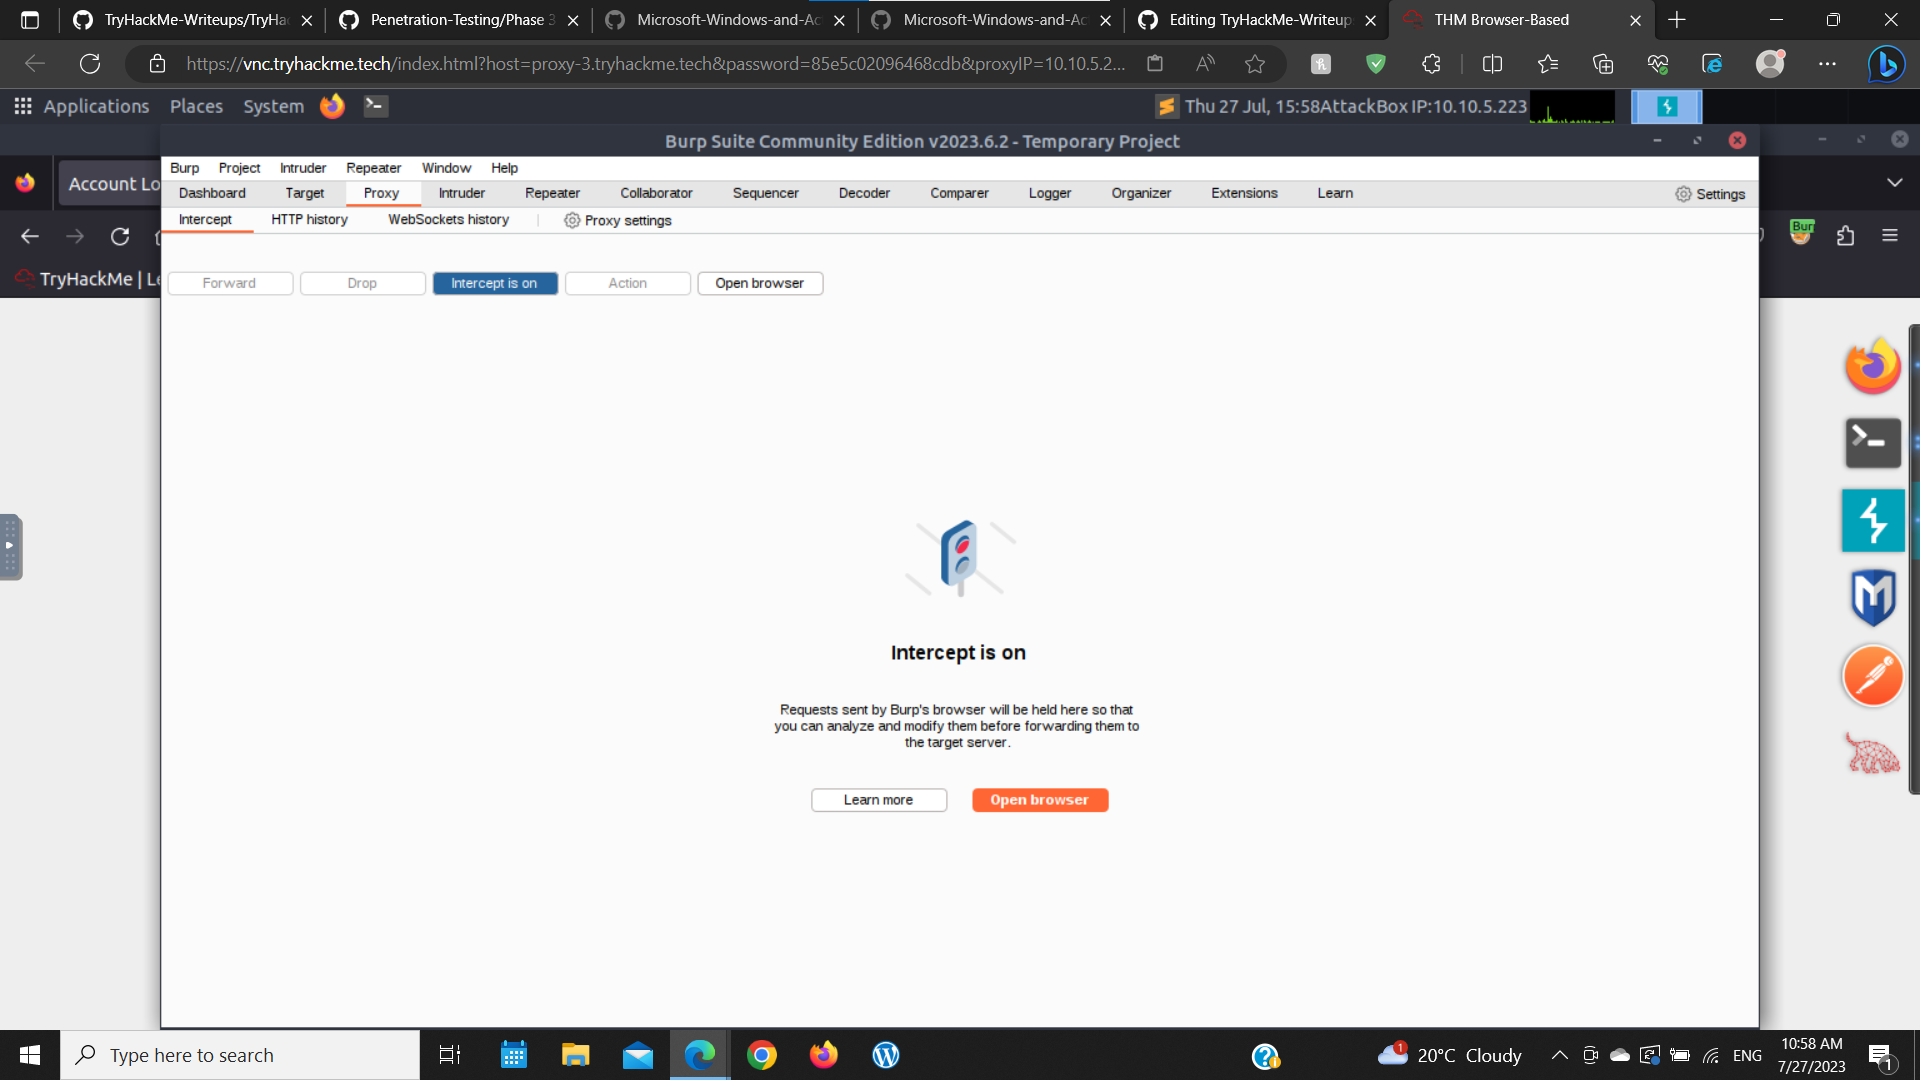 TryHackMe-Writeups/TryHa
Penetration-Testing/Phase 3
Microsoft-Windows-and-Ac
Microsoft-Windows-and-Ac
Editing TryHackMe-Writeup
THM Browser-Based
https://vnc.tryhackme.tech/index.html?host=proxy-3.tryhackme.tech&password=85e5c02096468cdb&proxyIP=10.10.5.2...
Applications Places System
Thu 27 Jul, 15:58 AttackBox IP:10.10.5.223
Burp Suite Community Edition v2023.6.2 - Temporary Project
Burp Project Intruder Repeater Window Help
Account Lo
Dashboard Target Proxy Intruder Repeater Collaborator Sequencer Decoder Comparer Logger Organizer Extensions Learn Settings
Intercept HTTP history WebSockets history Proxy settings
Bur
TryHackMe | Le
Forward Drop Intercept is on Action Open browser
Intercept is on
Requests sent by Burp's browser will be held here so that
you can analyze and modify them before forwarding them to
the target server.
Learn more Open browser
Type here to search
1
20°C Cloudy
ENG
10:58 AM
7/27/2023
1